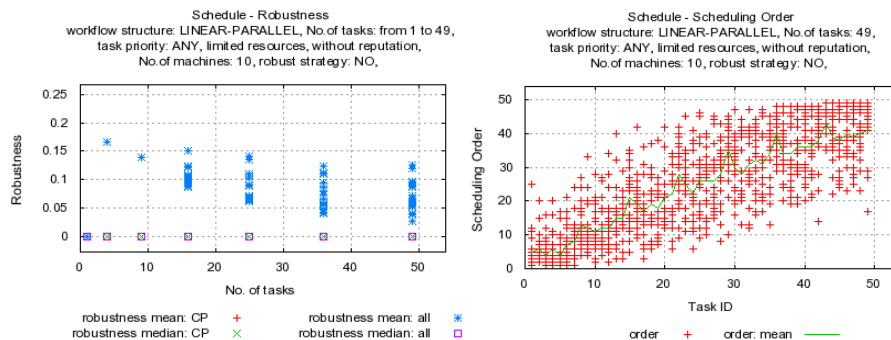 Schedule - Robustness
workflow structure: LINEAR-PARALLEL, No.of tasks: from 1 to 49,
task priority: ANY, limited resources, without reputation,
No.of machines: 10, robust strategy: NO,
0.25
0.2
0.15
0.1
0.05
0
Robustness
0 10 20 30 40 50
No. of tasks
robustness mean: CP
robustness mean: all
robustness median: CP
robustness median: all
Schedule - Scheduling Order
workflow structure: LINEAR-PARALLEL, No.of tasks: 49,
task priority: ANY, limited resources, without reputation,
No.of machines: 10, robust strategy: NO,
50
40
30
20
10
0
Scheduling Order
0 10 20 30 40 50
Task ID
order
order: mean